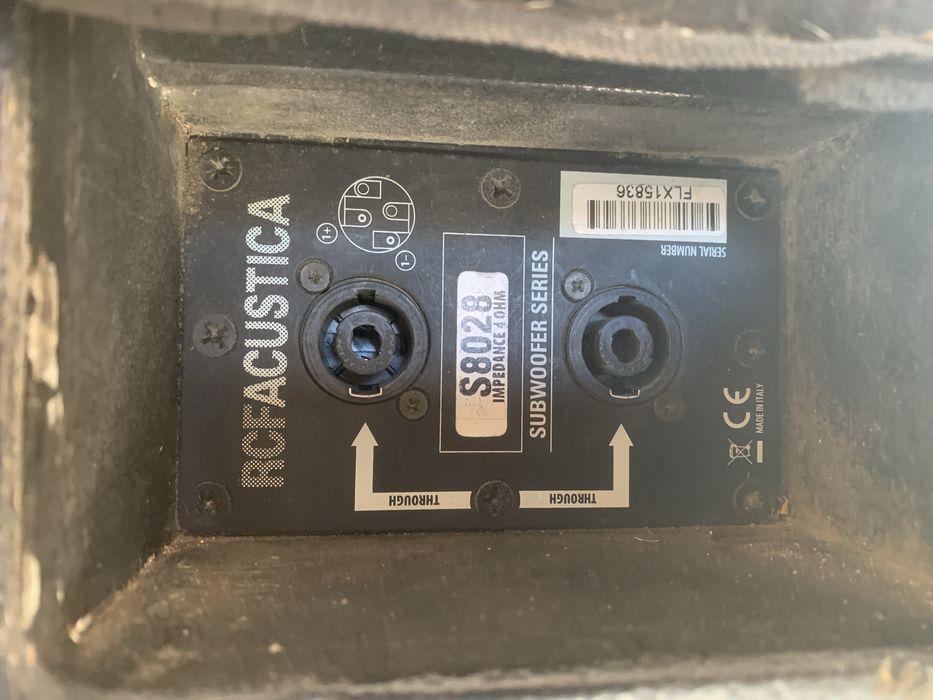 RCFACUSTICA
1+
1-
S8028
IMPEDANCE 4 OHM
SUBWOOFER SERIES
FLX15836
SERIAL NUMBER
THROUGH
THROUGH
CE
MADE IN ITALY